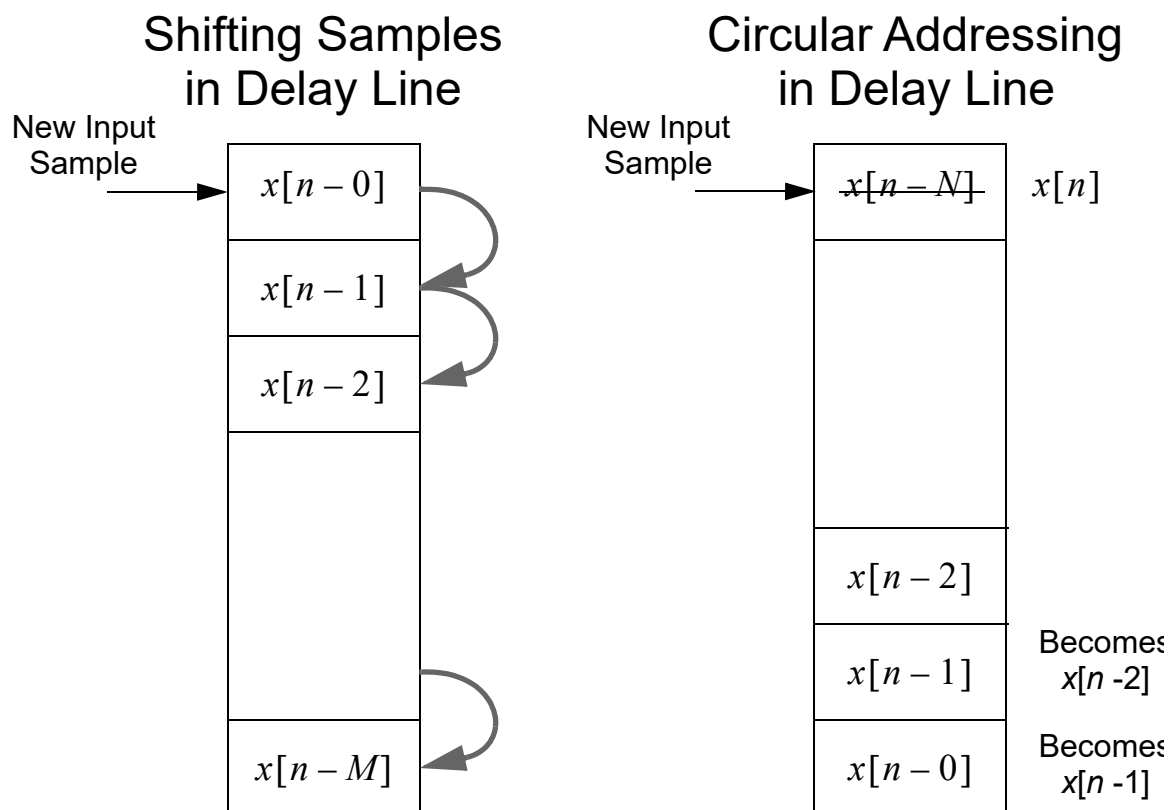 Shifting Samples
in Delay Line
New Input
Sample
x[n – 0]
x[n – 1]
x[n – 2]
x[n – M]
Circular Addressing
in Delay Line
New Input
Sample
x[n – N]
x[n]
x[n – 2]
x[n – 1]
Becomes
x[n -2]
x[n – 0]
Becomes
x[n -1]